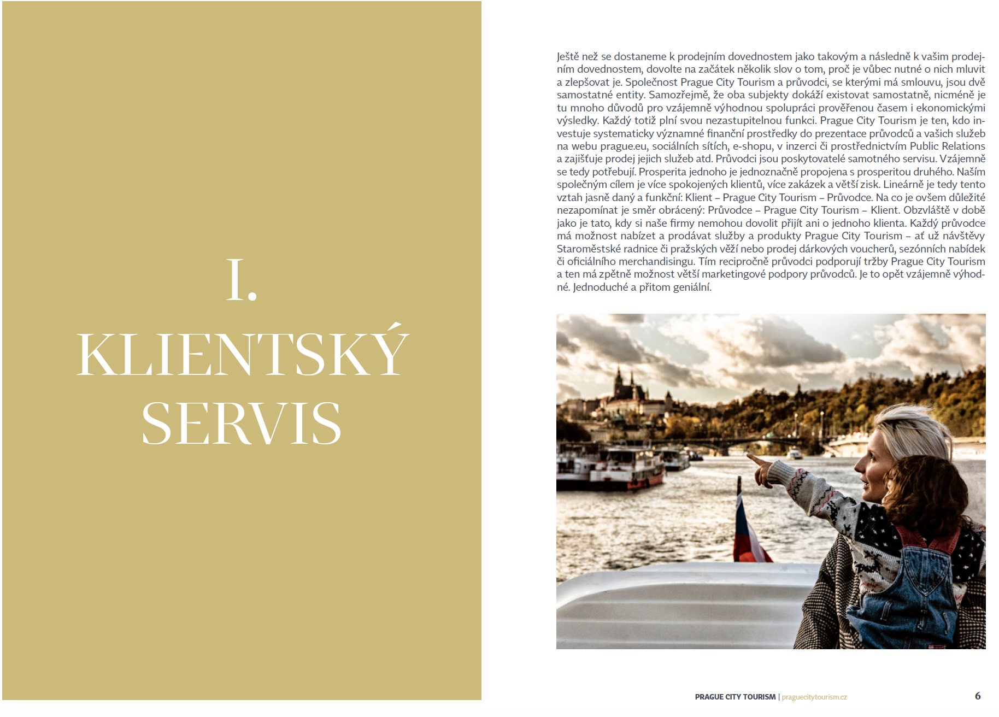 I.
KLIENTSKÝ
SERVIS
Ještě než se dostaneme k prodejním dovednostem jako takovým a následně k vašim prodej-
ním dovednostem, dovolte na začátek několik slov o tom, proč je vůbec nutné o nich mluvit
a zlepšovat je. Společnost Prague City Tourism a průvodci, se kterými má smlouvu, jsou dvě
samostatné entity. Samozřejmě, že oba subjekty dokáží existovat samostatně, nicméně je
tu mnoho důvodů pro vzájemně výhodnou spolupráci prověřenou časem i ekonomickými
výsledky. Každý totiž plní svou nezastupitelnou funkci. Prague City Tourism je ten, kdo in-
vestuje systematicky významné finanční prostředky do prezentace průvodců a vašich služeb
na webu prague.eu, sociálních sítích, e-shopu, v inzerci či prostřednictvím Public Relations
a zajišťuje prodej jejich služeb atd. Průvodci jsou poskytovatelé samotného servisu. Vzájemně
se tedy potřebují. Prosperita jednoho je jednoznačně propojena s prosperitou druhého. Naším
společným cílem je více spokojených klientů, více zakázek a větší zisk. Lineárně je tedy tento
vztah jasně daný a funkční: Klient – Prague City Tourism – Průvodce. Na co je ovšem důležité
nezapomínat je směr obrácený: Průvodce – Prague City Tourism – Klient. Obzvláště v době
jako je tato, kdy si naše firmy nemohou dovolit přijít ani o jednoho klienta. Každý průvodce
má možnost nabízet a prodávat služby a produkty Prague City Tourism – ať už návštěvy
Staroměstské radnice či pražských věží nebo prodej dárkových voucherů, sezónních nabídek
či oficiálního merchandisingu. Tím recipročně průvodci podporují tržby Prague City Tourism
a ten má zpětně možnost větší marketingové podpory průvodců. Je to opět vzájemně výhod-
né. Jednoduché a přitom geniální.
PRAGUE CITY TOURISM | praguecitytourism.cz
6